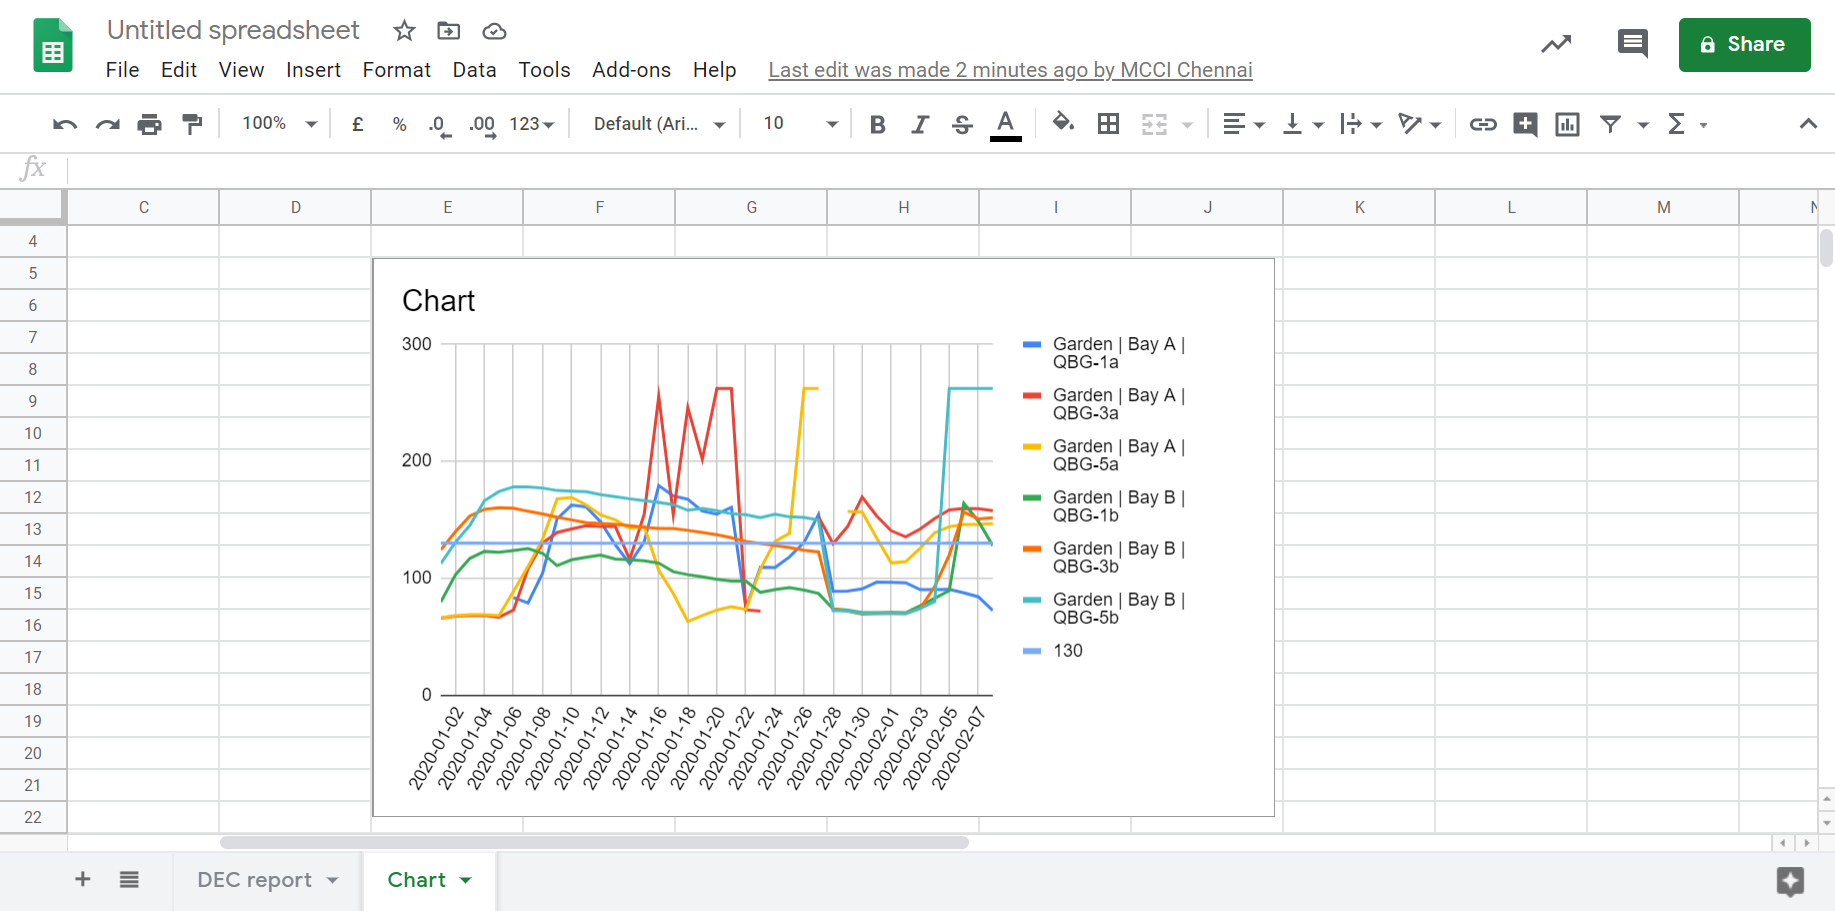 Untitled spreadsheet
File Edit View Insert Format Data Tools Add-ons Help Last edit was made 2 minutes ago by MCCI Chennai
Share
100% £ % .0 .00 123 Default (Ari... 10 B I S A Σ
fx
C D E F G H I J K L M N
4
5
6
7
8
9
10
11
12
13
14
15
16
17
18
19
20
21
22
Chart
300
200
100
0
2020-01-02
2020-01-04
2020-01-06
2020-01-08
2020-01-10
2020-01-12
2020-01-14
2020-01-16
2020-01-18
2020-01-20
2020-01-22
2020-01-24
2020-01-26
2020-01-28
2020-01-30
2020-02-01
2020-02-03
2020-02-05
2020-02-07
Garden | Bay A |
QBG-1a
Garden | Bay A |
QBG-3a
Garden | Bay A |
QBG-5a
Garden | Bay B |
QBG-1b
Garden | Bay B |
QBG-3b
Garden | Bay B |
QBG-5b
130
DEC report Chart